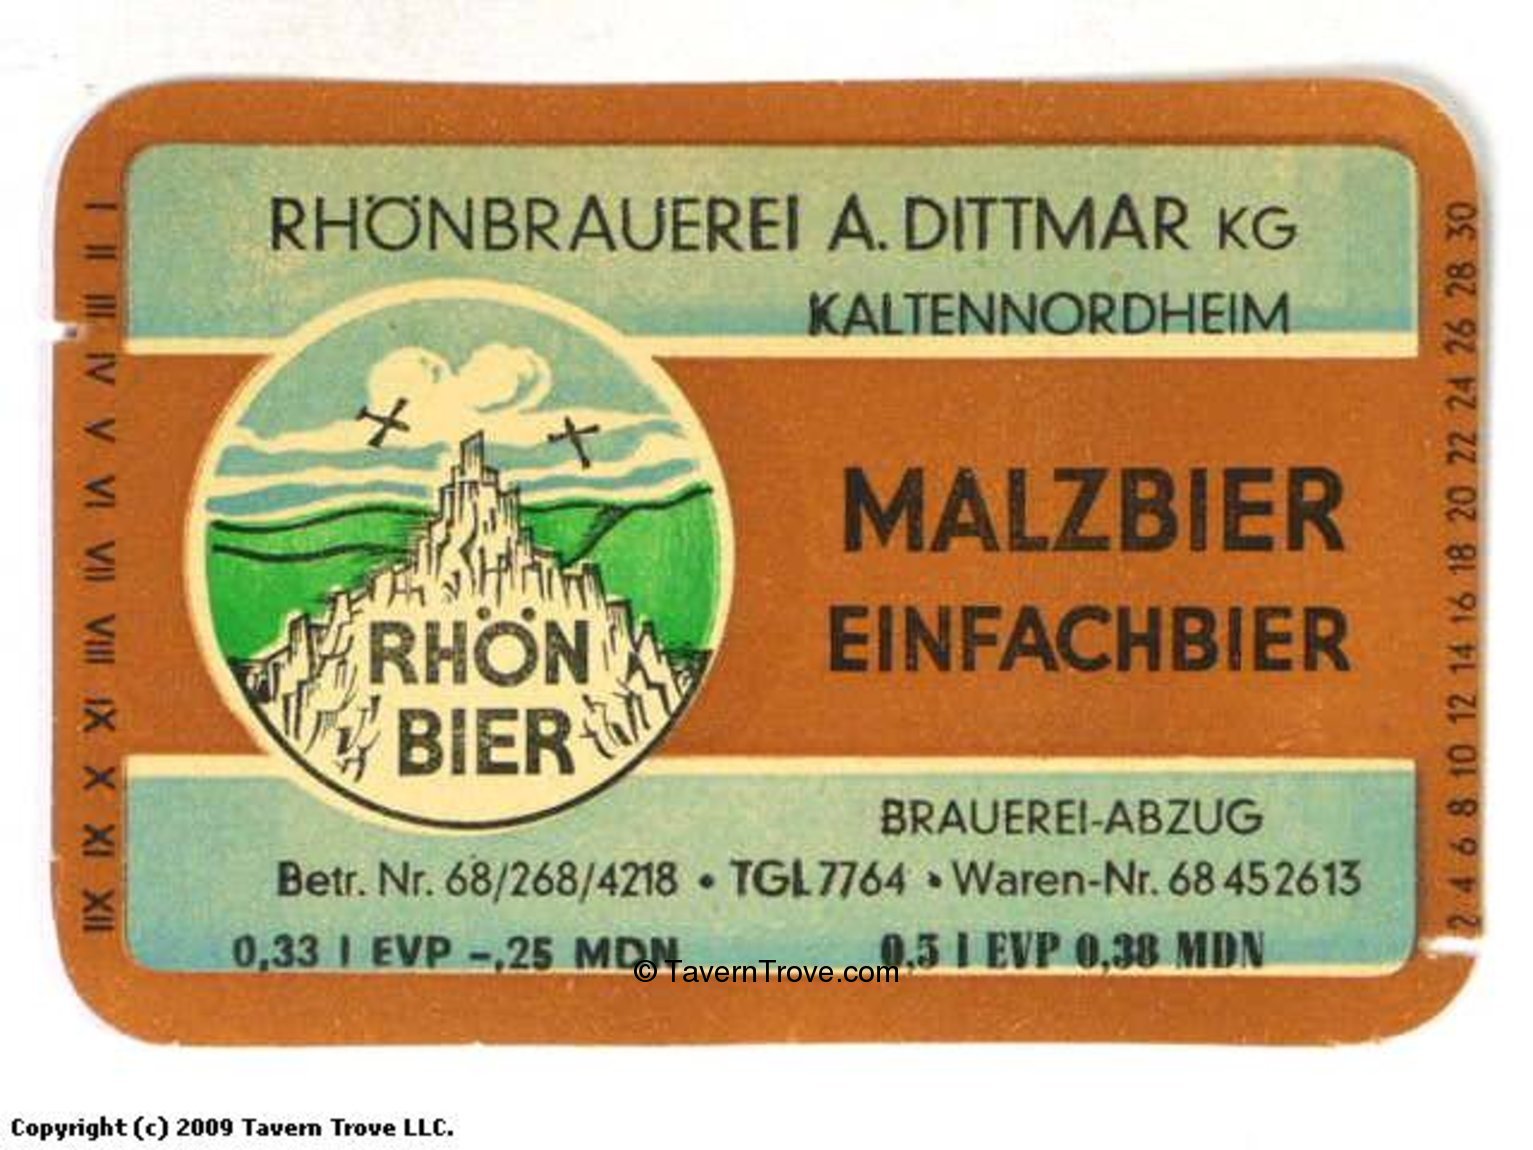 RHÖNBRAUEREI A. DITTMAR KG
KALTENNORDHEIM
RHÖN
BIER
MALZBIER
EINFACHBIER
BRAUEREI-ABZUG
Betr. Nr. 68/268/4218 • TGL 7764 • Waren-Nr. 68 45 26 13
0,33 l EVP -,25 MDN
0,5 l EVP 0,38 MDN
I II III IV V VI VII VIII IX X XI XII
2 4 6 8 10 12 14 16 18 20 22 24 26 28 30
© TavernTrove.com
Copyright (c) 2009 Tavern Trove LLC.